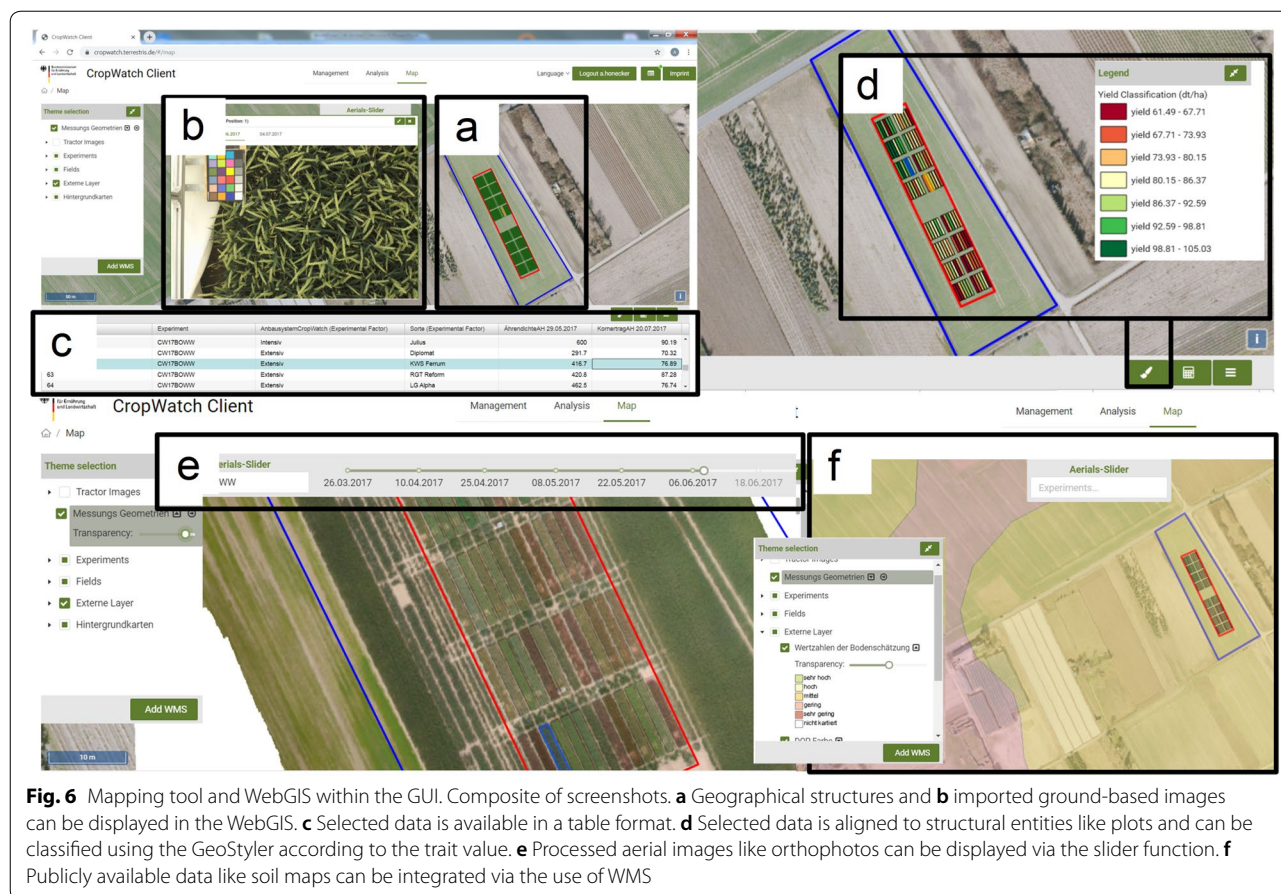 CropWatch Client
cropwatch.terrestris.de/#/map
CropWatch Client
Management Analysis Map
Language Logout a.honecker Imprint
/ Map
Theme selection
Messungs Geometrien
Tractor Images
Experiments
Fields
Externe Layer
Hintergrundkarten
Add WMS
50 m
b
Aerials-Slider
Position: 1)
04.07.2017
a
i
d
Legend
Yield Classification (dt/ha)
yield 61.49 - 67.71
yield 67.71 - 73.93
yield 73.93 - 80.15
yield 80.15 - 86.37
yield 86.37 - 92.59
yield 92.59 - 98.81
yield 98.81 - 105.03
i
c
Experiment AnbausystemCropWatch (Experimental Factor) Sorte (Experimental Factor) ÄhrendichteAH 29.05.2017 KornertragAH 20.07.2017
CW17BOWW Intensiv Julius 600 90.19
CW17BOWW Extensiv Diplomat 291.7 70.32
CW17BOWW Extensiv KWS Ferrum 416.7 76.89
63 CW17BOWW Extensiv RGT Reform 420.8 87.28
64 CW17BOWW Extensiv LG Alpha 462.5 76.74
für Ernährung
und Landwirtschaft
CropWatch Client
Management Analysis Map
/ Map
Theme selection
Tractor Images
Messungs Geometrien
Transparency:
Experiments
Fields
Externe Layer
Hintergrundkarten
Add WMS
10 m
e
erials-Slider
WW
26.03.2017 10.04.2017 25.04.2017 08.05.2017 22.05.2017 06.06.2017 18.06.2017
Management Analysis Map
f
Aerials-Slider
Experiments...
Theme selection
Tractor Images
Messungs Geometrien
Experiments
Fields
Externe Layer
Wertzahlen der Bodenschätzung
Transparency:
sehr hoch
hoch
mittel
gering
sehr gering
nicht kartiert
DOP Farbe
Add WMS
Fig. 6 Mapping tool and WebGIS within the GUI. Composite of screenshots. a Geographical structures and b imported ground-based images
can be displayed in the WebGIS. c Selected data is available in a table format. d Selected data is aligned to structural entities like plots and can be
classified using the GeoStyler according to the trait value. e Processed aerial images like orthophotos can be displayed via the slider function. f
Publicly available data like soil maps can be integrated via the use of WMS